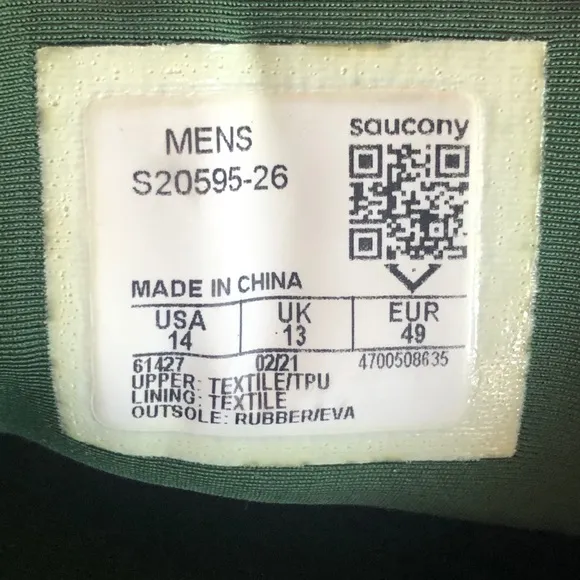 MENS
S20595-26
saucony
MADE IN CHINA
USA UK EUR
14 13 49
61427 02/21 4700508635
UPPER: TEXTILE/TPU
LINING: TEXTILE
OUTSOLE: RUBBER/EVA